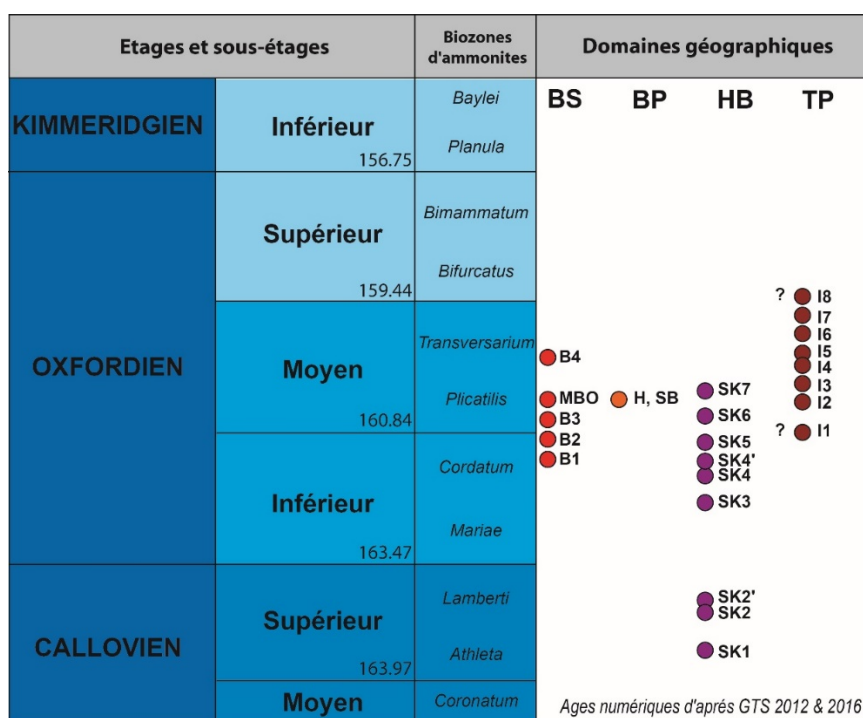 Etages et sous-étages
Biozones
d'ammonites
Domaines géographiques
BS BP HB TP
KIMMERIDGIEN
Inférieur
156.75
Baylei
Planula
OXFORDIEN
Supérieur
159.44
Bimammatum
Bifurcatus
Moyen
160.84
Transversarium
Plicatilis
Inférieur
163.47
Cordatum
Mariae
CALLOVIEN
Supérieur
163.97
Lamberti
Athleta
Moyen
Coronatum
B4
MBO
B3
B2
B1
H, SB
SK7
SK6
SK5
SK4'
SK4
SK3
SK2'
SK2
SK1
? I8
I7
I6
I5
I4
I3
I2
? I1
Ages numériques d'aprés GTS 2012 & 2016